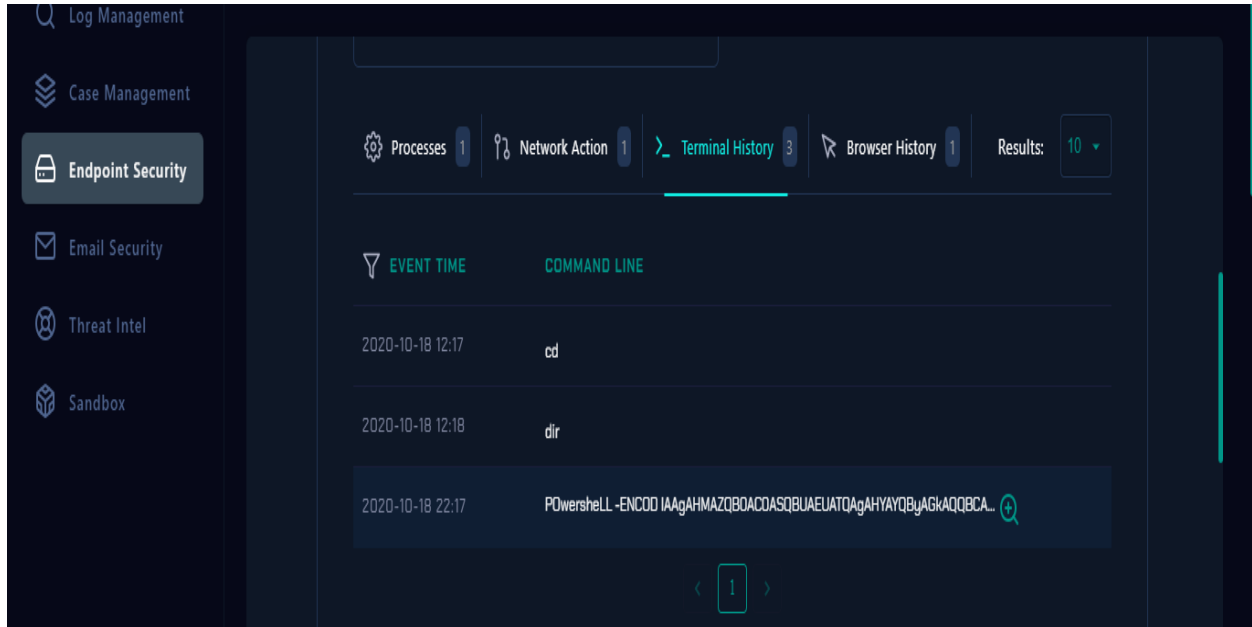 Log Management
Case Management
Endpoint Security
Email Security
Threat Intel
Sandbox
Processes 1
Network Action 1
>_ Terminal History 3
Browser History 1
Results: 10
EVENT TIME COMMAND LINE
2020-10-18 12:17 cd
2020-10-18 12:18 dir
2020-10-18 22:17 POwersheLL -ENCOD IAAgAHMAZQB0ACOASQBUAEUATQAgAHYAYQByAGkAQQBCA...
< 1 >